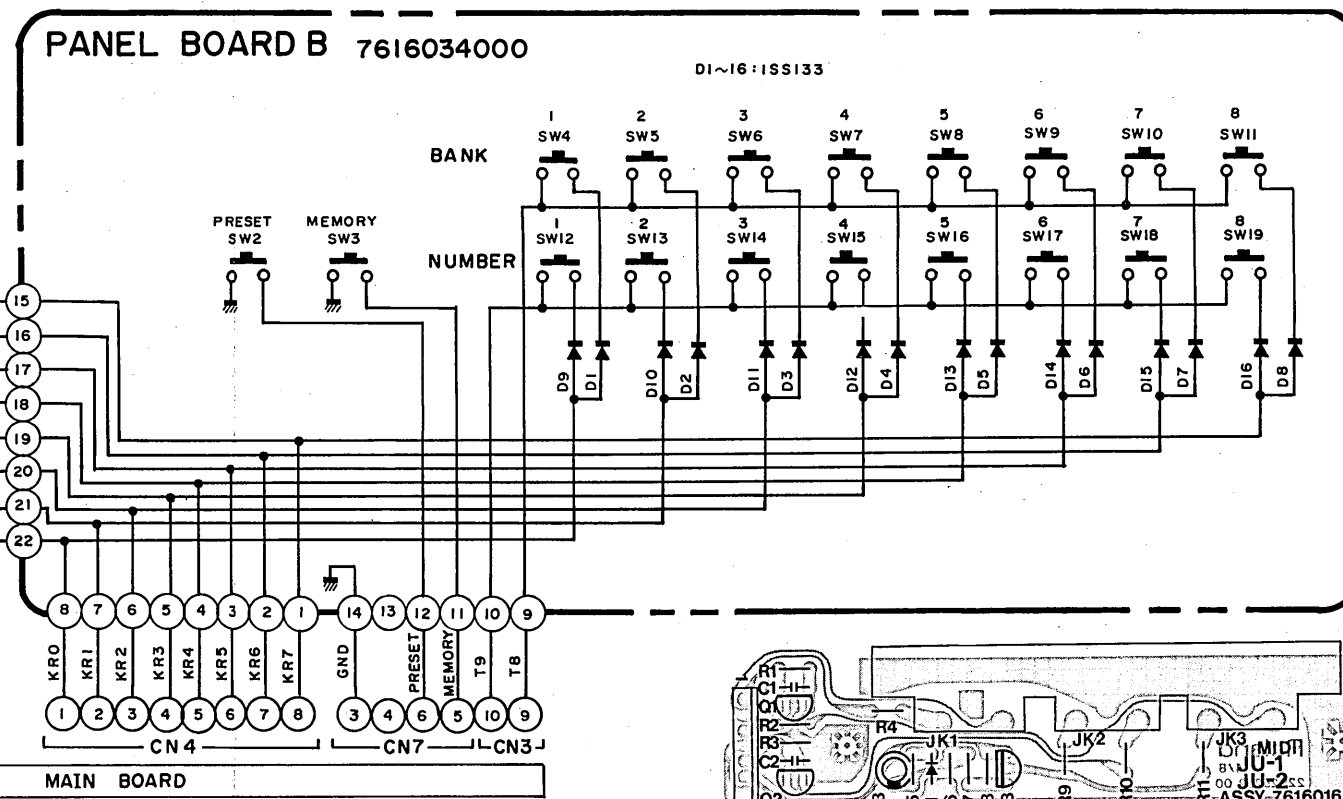 PANEL BOARD B 7616034000
D1~16:1SS133
1 2 3 4 5 6 7 8
SW4 SW5 SW6 SW7 SW8 SW9 SW10 SW11
BANK
PRESET MEMORY
SW2 SW3
1 2 3 4 5 6 7 8
SW12 SW13 SW14 SW15 SW16 SW17 SW18 SW19
NUMBER
15
16
17
18
19
20
21
22
D9 D1 D10 D2 D11 D3 D12 D4 D13 D5 D14 D6 D15 D7 D16 D8
8 7 6 5 4 3 2 1 14 13 12 11 10 9
KR0 KR1 KR2 KR3 KR4 KR5 KR6 KR7 GND PRESET MEMORY T9 T8
1 2 3 4 5 6 7 8 3 4 6 5 10 9
CN4 CN7 CN3
MAIN BOARD
R1
C1
Q1
R2 R4
R3 JK1 JK2 JK3
C2 MIDI
JU-1
JU-2
ASSY-7616016
Q2 R9 R10 R11